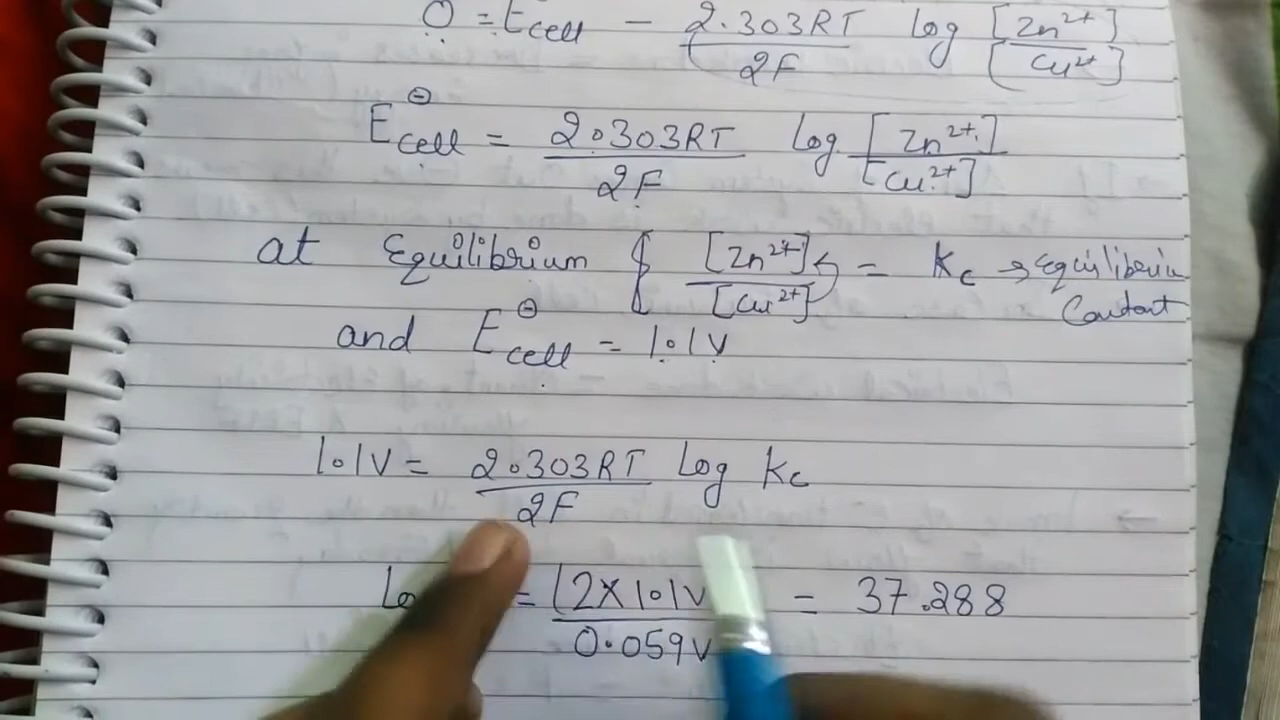 0 = Ecell - 2.303RT / 2F log [Zn2+] / [Cu2+]
E⊖cell = 2.303RT / 2F log [Zn2+] / [Cu2+]
at Equilibrium { [Zn2+] / [Cu2+] } = Kc →
and E⊖cell = 1.1V
1.1V = 2.303RT / 2F log Kc
= (2×1.1V / 0.059V = 37.288